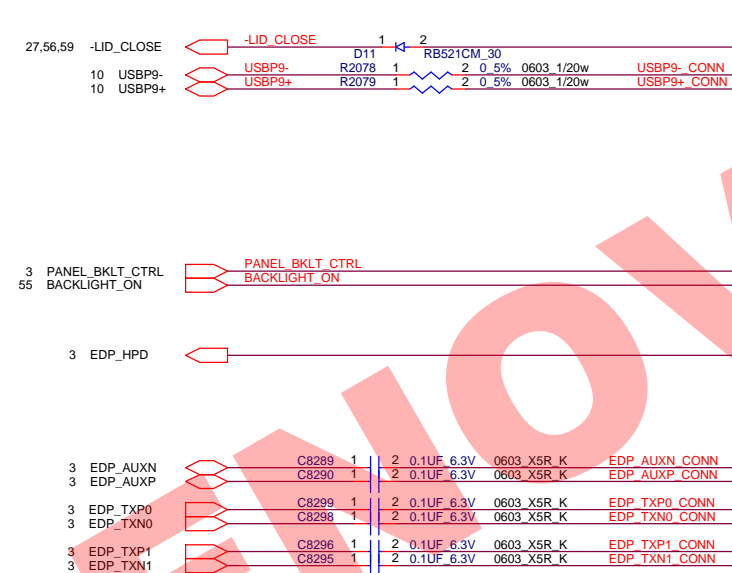 27,56,59 -LID_CLOSE -LID_CLOSE 1 2
D11 RB521CM_30
10 USBP9- USBP9- R2078 1 2 0_5% 0603_1/20w USBP9-_CONN
10 USBP9+ USBP9+ R2079 1 2 0_5% 0603_1/20w USBP9+_CONN
3 PANEL_BKLT_CTRL PANEL_BKLT_CTRL
55 BACKLIGHT_ON BACKLIGHT_ON
3 EDP_HPD
3 EDP_AUXN C8289 1 2 0.1UF_6.3V 0603_X5R_K EDP_AUXN_CONN
3 EDP_AUXP C8290 1 2 0.1UF_6.3V 0603_X5R_K EDP_AUXP_CONN
3 EDP_TXP0 C8299 1 2 0.1UF_6.3V 0603_X5R_K EDP_TXP0_CONN
3 EDP_TXN0 C8298 1 2 0.1UF_6.3V 0603_X5R_K EDP_TXN0_CONN
3 EDP_TXP1 C8296 1 2 0.1UF_6.3V 0603_X5R_K EDP_TXP1_CONN
3 EDP_TXN1 C8295 1 2 0.1UF_6.3V 0603_X5R_K EDP_TXN1_CONN